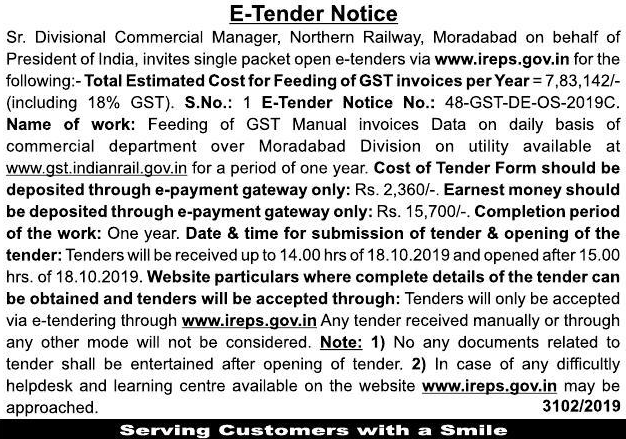 E-Tender Notice
Sr. Divisional Commercial Manager, Northern Railway, Moradabad on behalf of
President of India, invites single packet open e-tenders via www.ireps.gov.in for the
following:- Total Estimated Cost for Feeding of GST invoices per Year = 7,83,142/-
(including 18% GST). S.No.: 1 E-Tender Notice No.: 48-GST-DE-OS-2019C.
Name of work: Feeding of GST Manual invoices Data on daily basis of
commercial department over Moradabad Division on utility available at
www.gst.indianrail.gov.in for a period of one year. Cost of Tender Form should be
deposited through e-payment gateway only: Rs. 2,360/-. Earnest money should
be deposited through e-payment gateway only: Rs. 15,700/-. Completion period
of the work: One year. Date & time for submission of tender & opening of the
tender: Tenders will be received up to 14.00 hrs of 18.10.2019 and opened after 15.00
hrs. of 18.10.2019. Website particulars where complete details of the tender can
be obtained and tenders will be accepted through: Tenders will only be accepted
via e-tendering through www.ireps.gov.in Any tender received manually or through
any other mode will not be considered. Note: 1) No any documents related to
tender shall be entertained after opening of tender. 2) In case of any difficultly
helpdesk and learning centre available on the website www.ireps.gov.in may be
approached. 3102/2019
Serving Customers with a Smile